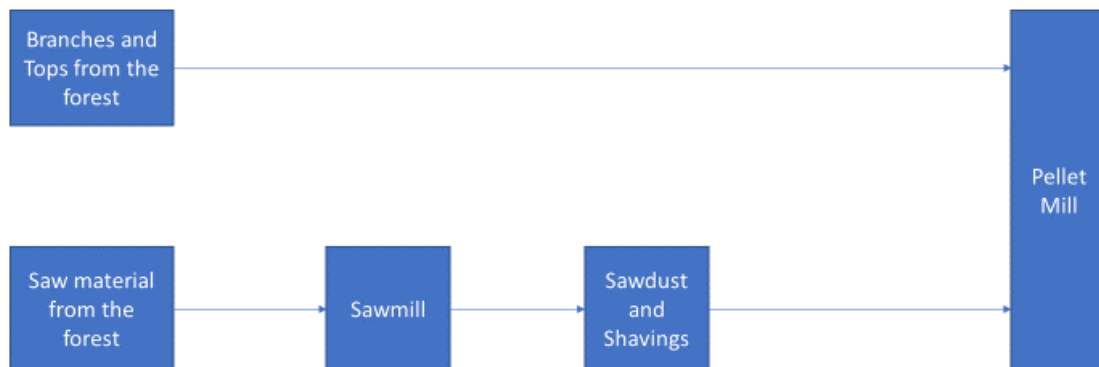 Branches and
Tops from the
forest
Pellet
Mill
Saw material
from the
forest
Sawmill
Sawdust
and
Shavings